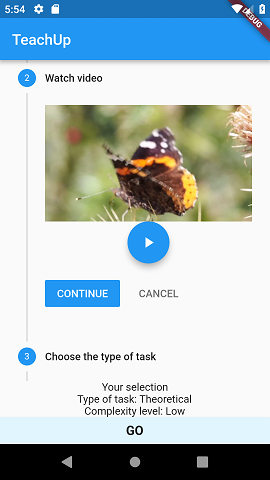 5:54
DEBUG
TeachUp
2 Watch video
CONTINUE CANCEL
3 Choose the type of task
Your selection
Type of task: Theoretical
Complexity level: Low
GO